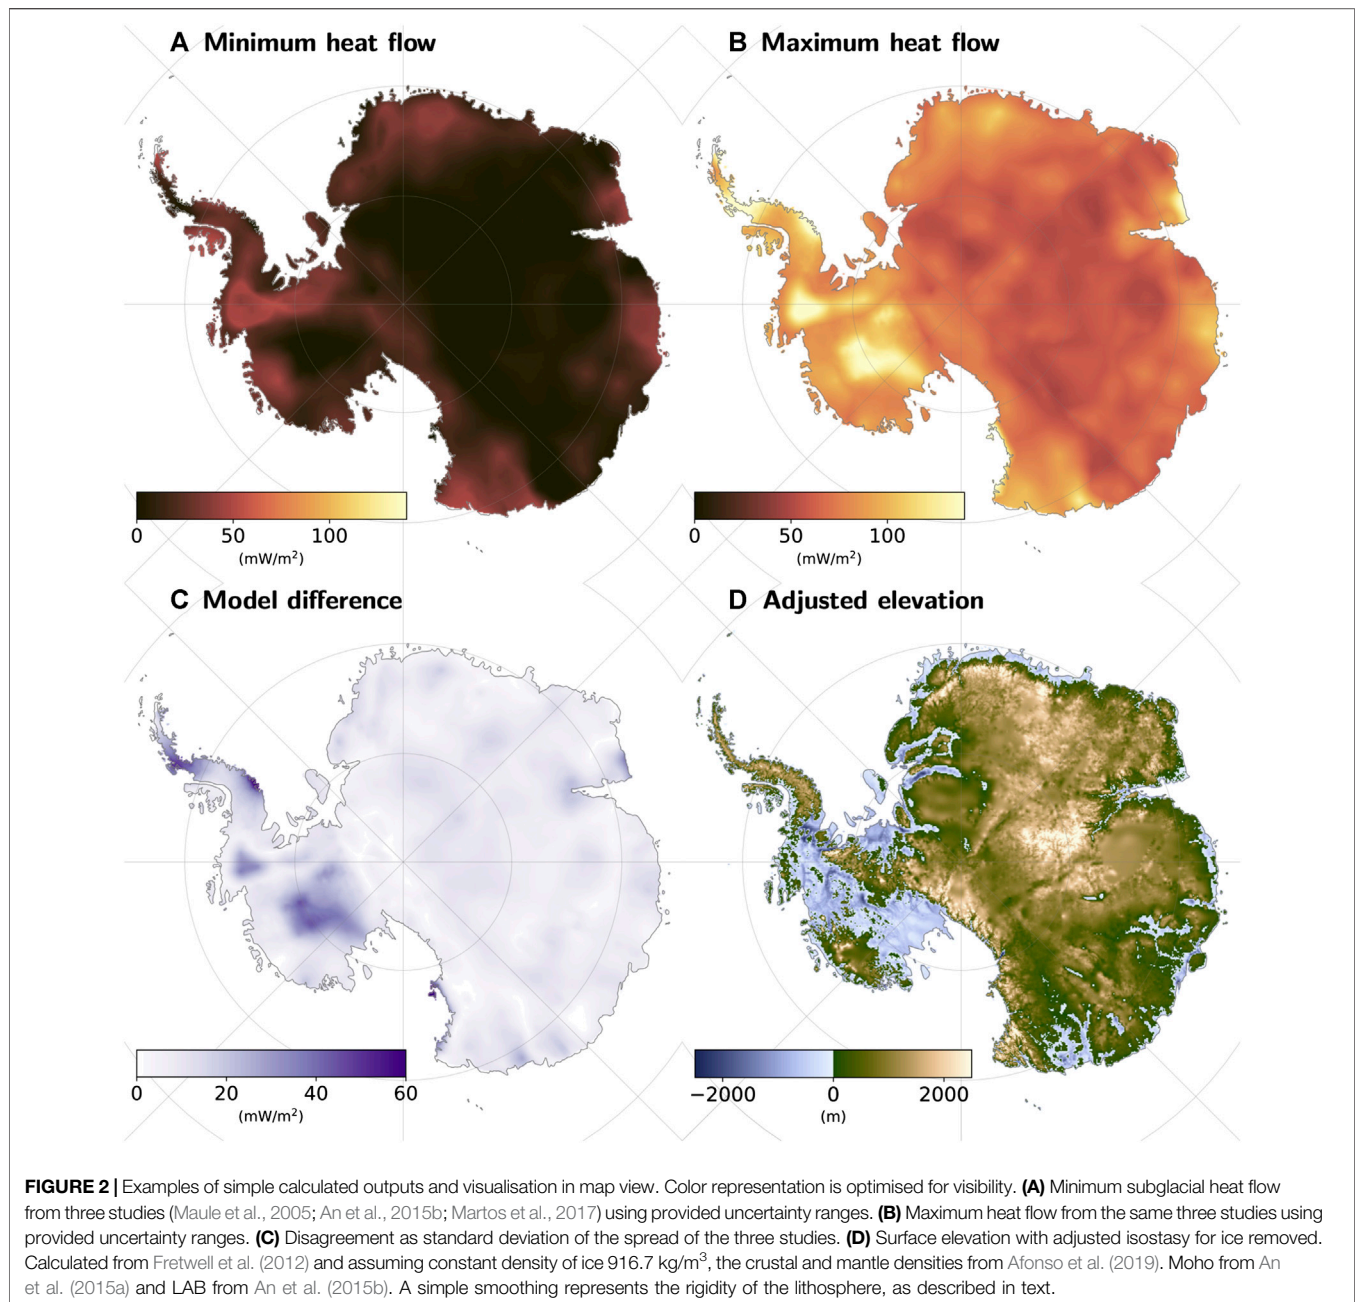 A Minimum heat flow
B Maximum heat flow
0 50 100
(mW/m²)
0 50 100
(mW/m²)
C Model difference
D Adjusted elevation
0 20 40 60
(mW/m²)
−2000 0 2000
(m)
FIGURE 2 | Examples of simple calculated outputs and visualisation in map view. Color representation is optimised for visibility. (A) Minimum subglacial heat flow
from three studies (Maule et al., 2005; An et al., 2015b; Martos et al., 2017) using provided uncertainty ranges. (B) Maximum heat flow from the same three studies using
provided uncertainty ranges. (C) Disagreement as standard deviation of the spread of the three studies. (D) Surface elevation with adjusted isostasy for ice removed.
Calculated from Fretwell et al. (2012) and assuming constant density of ice 916.7 kg/m³, the crustal and mantle densities from Afonso et al. (2019). Moho from An
et al. (2015a) and LAB from An et al. (2015b). A simple smoothing represents the rigidity of the lithosphere, as described in text.